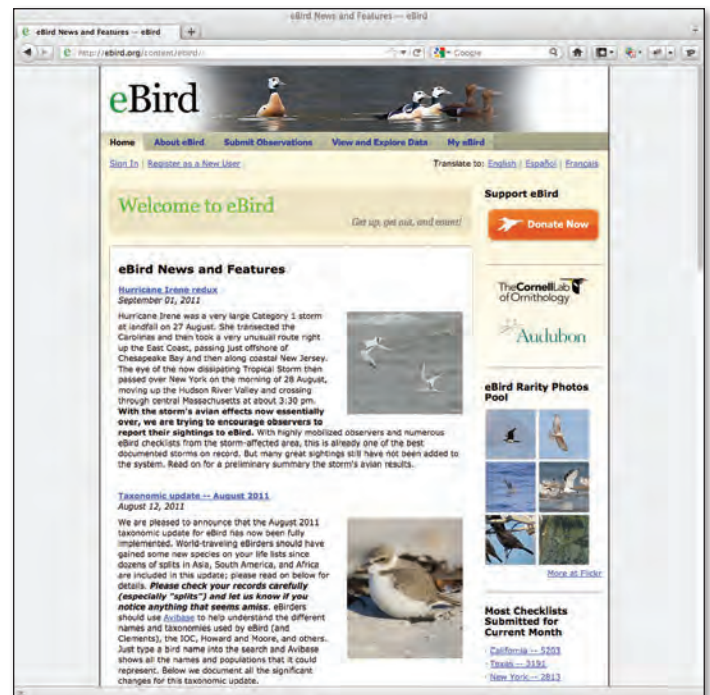 eBird News and Features — eBird
eBird News and Features — eBird
+
http://ebird.org/content/ebird/
Google
eBird
Home About eBird Submit Observations View and Explore Data My eBird
Sign In | Register as a New User
Translate to: English | Español | Français
Welcome to eBird
Get up, get out, and count!
eBird News and Features
Hurricane Irene redux
September 01, 2011
Hurricane Irene was a very large Category 1 storm
at landfall on 27 August. She transected the
Carolinas and then took a very unusual route right
up the East Coast, passing just offshore of
Chesapeake Bay and then along coastal New Jersey.
The eye of the now dissipating Tropical Storm then
passed over New York on the morning of 28 August,
moving up the Hudson River Valley and crossing
through central Massachusetts at about 3:30 pm.
With the storm's avian effects now essentially
over, we are trying to encourage observers to
report their sightings to eBird. With highly mobilized observers and numerous
eBird checklists from the storm-affected area, this is already one of the best
documented storms on record. But many great sightings still have not been added to
the system. Read on for a preliminary summary the storm's avian results.
Taxonomic update -- August 2011
August 12, 2011
We are pleased to announce that the August 2011
taxonomic update for eBird has now been fully
implemented. World-traveling eBirders should have
gained some new species on your life lists since
dozens of splits in Asia, South America, and Africa
are included in this update; please read on below for
details. Please check your records carefully
(especially "splits") and let us know if you
notice anything that seems amiss. eBirders
should use Avibase to help understand the different
names and taxonomies used by eBird (and
Clements), the IOC, Howard and Moore, and others.
Just type a bird name into the search and Avibase
shows all the names and populations that it could
represent. Below we document all the significant
changes for this taxonomic update.
Support eBird
Donate Now
TheCornellLab
of Ornithology
Audubon
eBird Rarity Photos
Pool
More at Flickr
Most Checklists
Submitted for
Current Month
· California -- 5203
· Texas -- 3191
· New York -- 2813